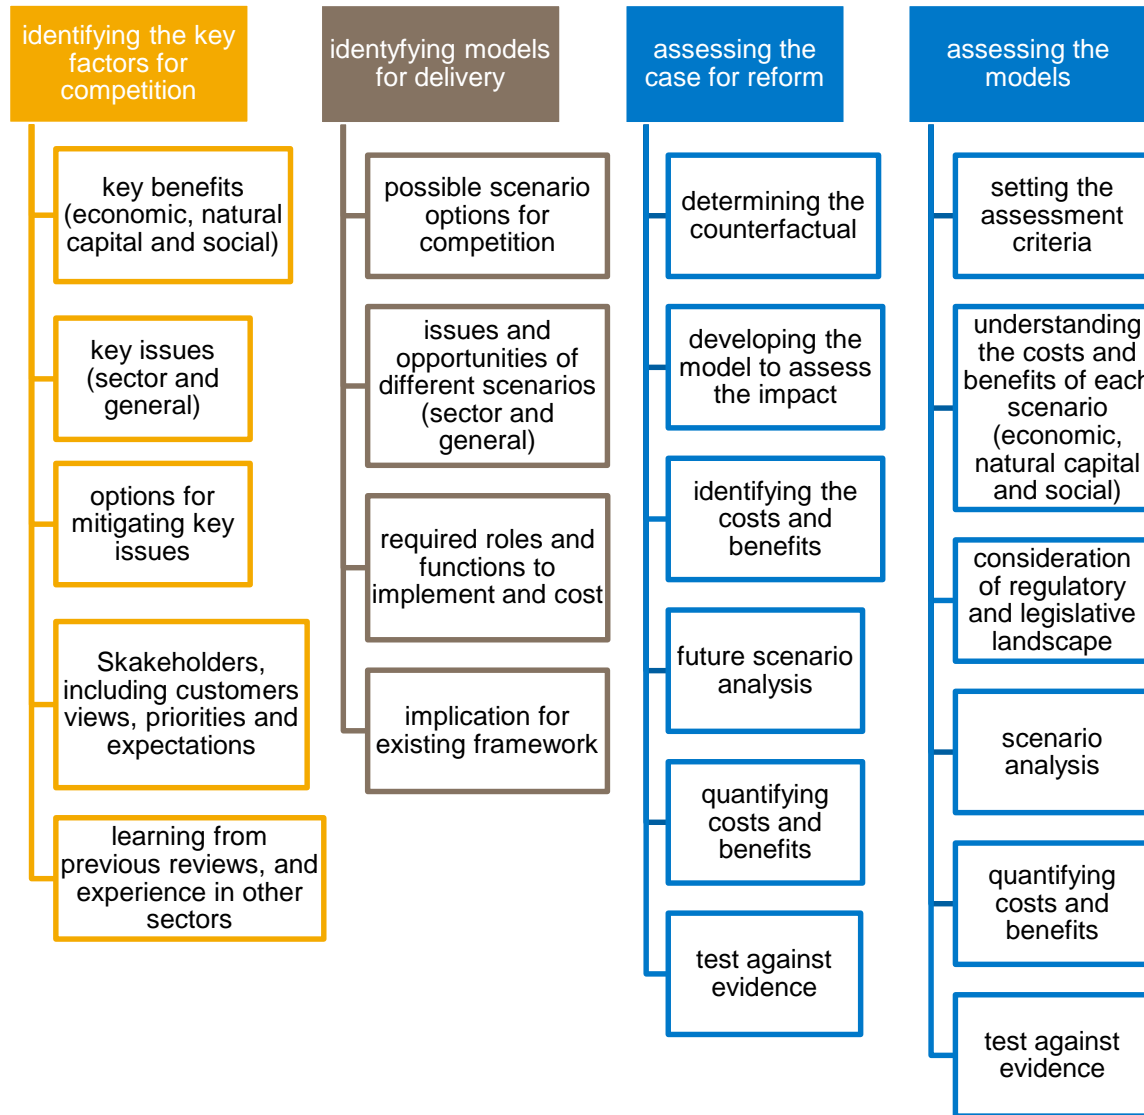 identifying the key
factors for
competition
key benefits
(economic, natural
capital and social)
key issues
(sector and
general)
options for
mitigating key
issues
Skakeholders,
including customers
views, priorities and
expectations
learning from
previous reviews, and
experience in other
sectors
identyfying models
for delivery
possible scenario
options for
competition
issues and
opportunities of
different scenarios
(sector and
general)
required roles and
functions to
implement and cost
implication for
existing framework
assessing the
case for reform
determining the
counterfactual
developing the
model to assess
the impact
identifying the
costs and
benefits
future scenario
analysis
quantifying
costs and
benefits
test against
evidence
assessing the
models
setting the
assessment
criteria
understanding
the costs and
benefits of each
scenario
(economic,
natural capital
and social)
consideration
of regulatory
and legislative
landscape
scenario
analysis
quantifying
costs and
benefits
test against
evidence